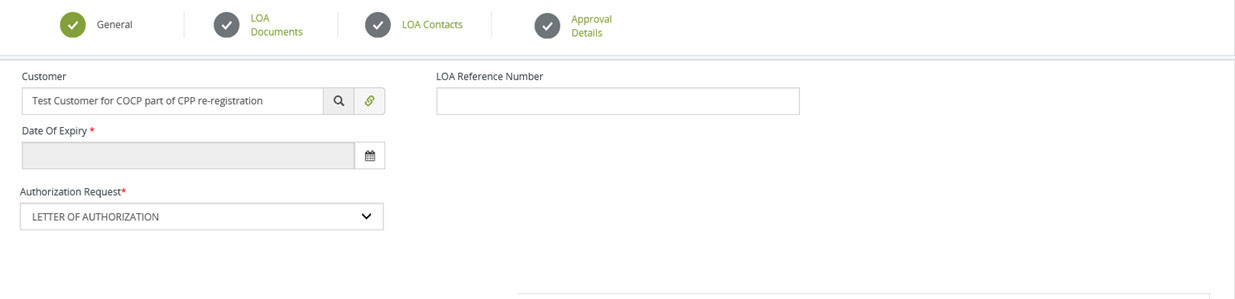 General
LOA
Documents
LOA Contacts
Approval
Details
Customer
LOA Reference Number
Test Customer for COCP part of CPP re-registration
Date Of Expiry *
Authorization Request*
LETTER OF AUTHORIZATION